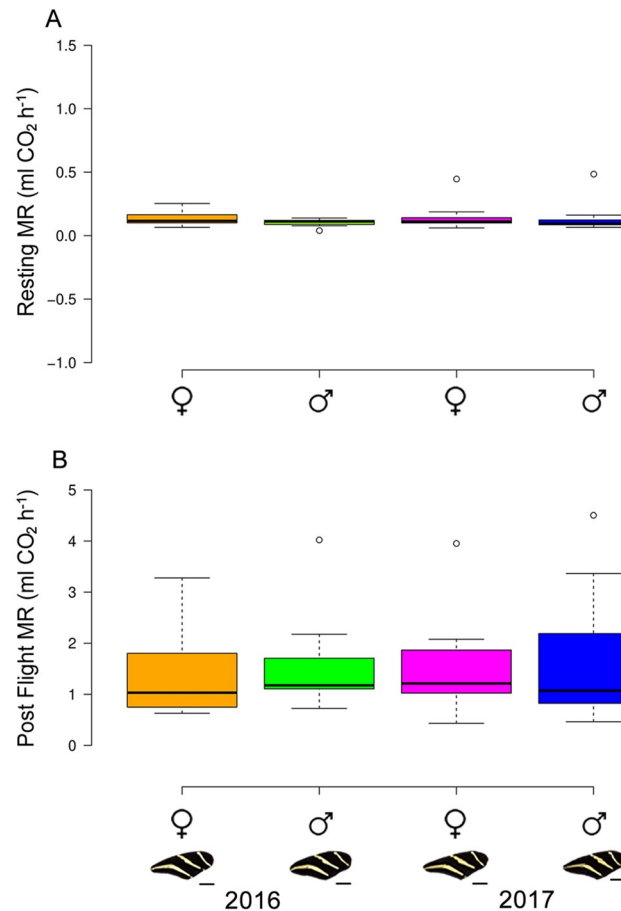 A
Resting MR (ml CO₂ h⁻¹)
1.5
1.0
0.5
0.0
−0.5
−1.0
♀ ♂ ♀ ♂
B
Post Flight MR (ml CO₂ h⁻¹)
5
4
3
2
1
0
♀ ♂ ♀ ♂
2016 2017